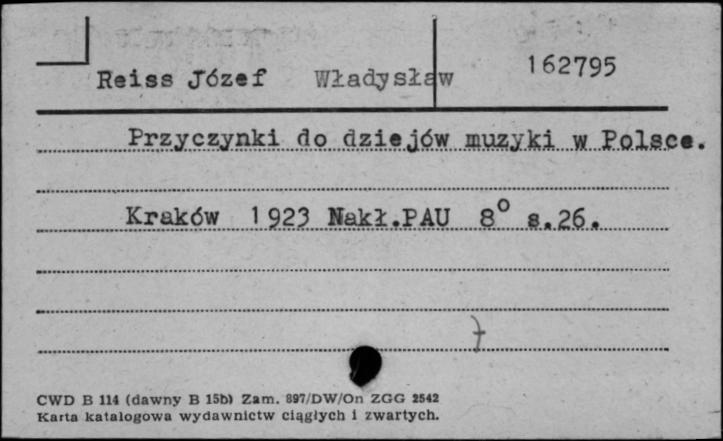 Reiss Józef Władysław 162795
Przyczynki do dziejów muzyki w Polsce.
Kraków 1923 Nakł.PAU 8° s.26.
CWD B 114 (dawny B 15b) Zam. 897/DW/On ZGG 2542
Karta katalogowa wydawnictw ciągłych i zwartych.